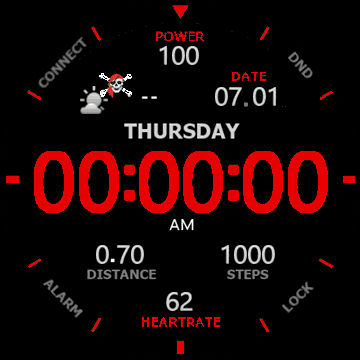 POWER
100
CONNECT
DND
DATE
--
07.01
THURSDAY
00:00:00
AM
0.70
1000
DISTANCE
STEPS
62
HEARTRATE
ALARM
LOCK